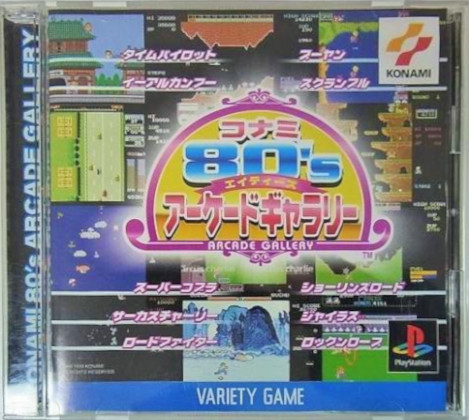 KONAMI 80's ARCADE GALLERY
タイムパイロット
プーヤン
イーアルカンフー
スクランブル
KONAMI
コナミ
80's
エイティーズ
アーケードギャラリー
ARCADE GALLERY
TM
スーパーコブラ
ショーリンズロード
サーカスチャーリー
ジャイラス
ロードファイター
ロックンロープ
PlayStation
VARIETY GAME